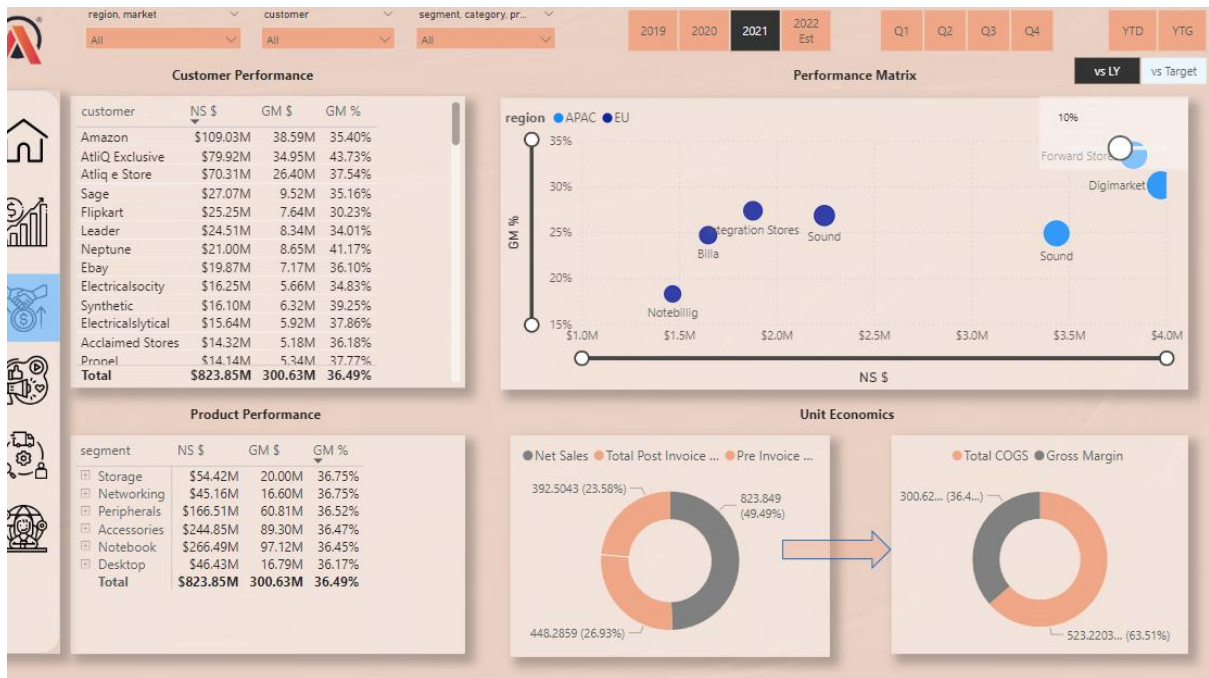 region, market customer segment, category, pr...
All All All
2019 2020 2021 2022 Est Q1 Q2 Q3 Q4 YTD YTG
vs LY vs Target
Customer Performance
customer NS $ GM $ GM %
Amazon $109.03M 38.59M 35.40%
AtliQ Exclusive $79.92M 34.95M 43.73%
Atliq e Store $70.31M 26.40M 37.54%
Sage $27.07M 9.52M 35.16%
Flipkart $25.25M 7.64M 30.23%
Leader $24.51M 8.34M 34.01%
Neptune $21.00M 8.65M 41.17%
Ebay $19.87M 7.17M 36.10%
Electricalsocity $16.25M 5.66M 34.83%
Synthetic $16.10M 6.32M 39.25%
Electricalslytical $15.64M 5.92M 37.86%
Acclaimed Stores $14.32M 5.18M 36.18%
Propel $14.14M 5.34M 37.77%
Total $823.85M 300.63M 36.49%
Performance Matrix
region APAC EU
10%
35%
Forward Stor
30%
Digimarket
GM %
25%
tegration Stores
Sound
Billa
Sound
20%
Notebillig
15%
$1.0M $1.5M $2.0M $2.5M $3.0M $3.5M $4.0M
NS $
Product Performance
segment NS $ GM $ GM %
Storage $54.42M 20.00M 36.75%
Networking $45.16M 16.60M 36.75%
Peripherals $166.51M 60.81M 36.52%
Accessories $244.85M 89.30M 36.47%
Notebook $266.49M 97.12M 36.45%
Desktop $46.43M 16.79M 36.17%
Total $823.85M 300.63M 36.49%
Unit Economics
Net Sales Total Post Invoice ... Pre Invoice ...
392.5043 (23.58%)
823.849
(49.49%)
448.2859 (26.93%)
Total COGS Gross Margin
300.62... (36.4...)
523.2203... (63.51%)